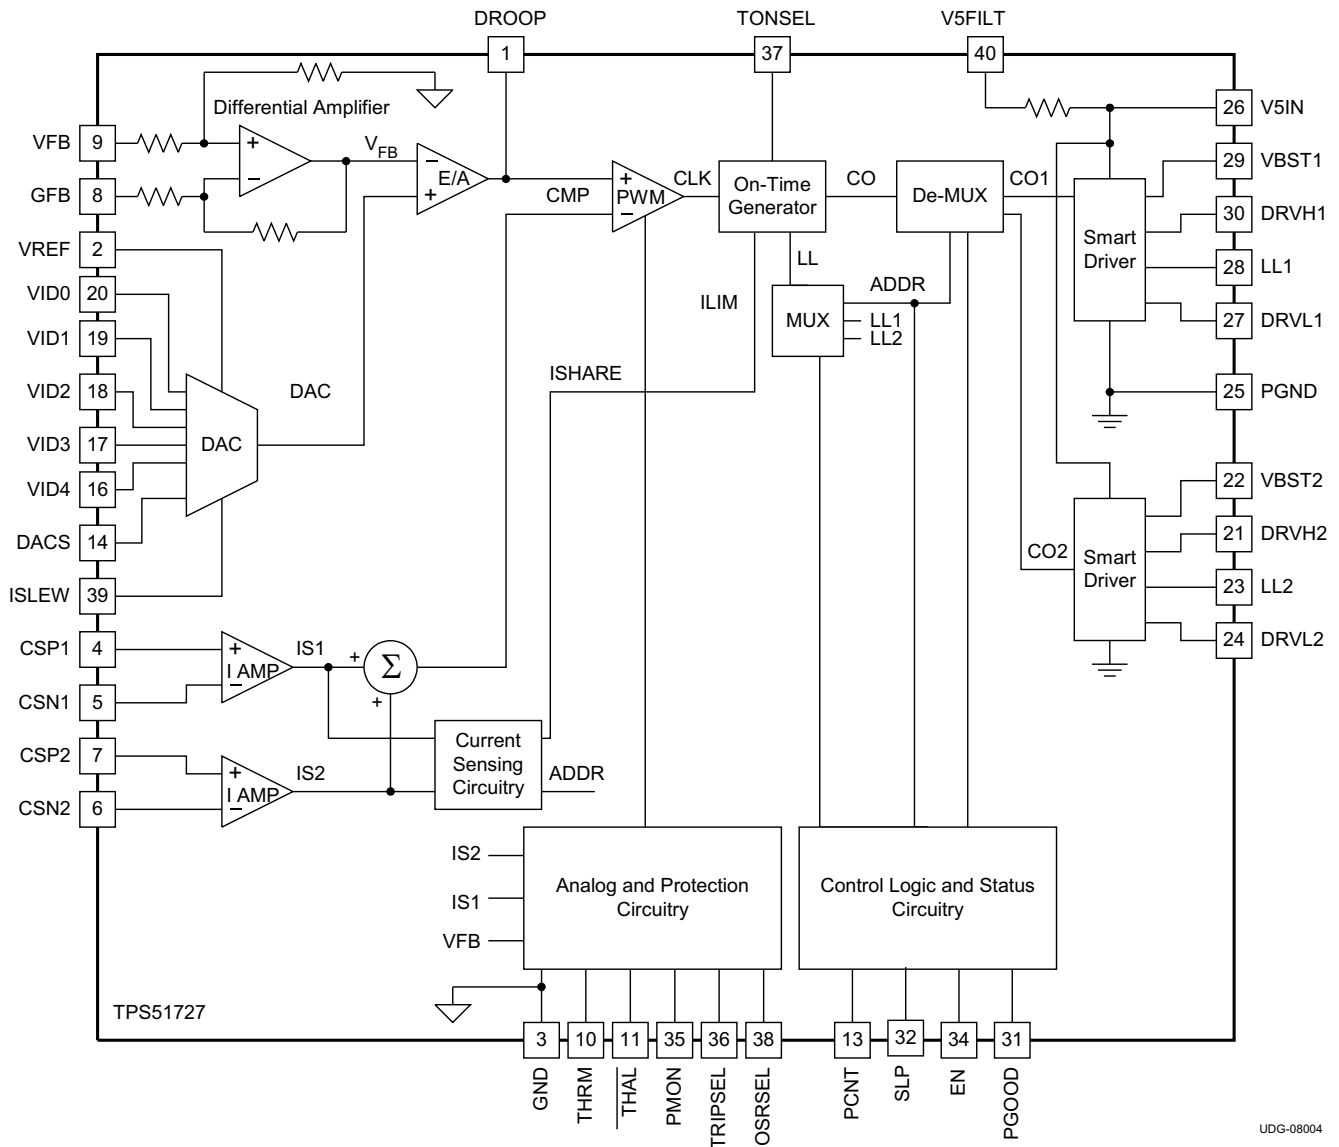 DROOP
TONSEL
V5FILT
1
37
40
Differential Amplifier
VFB
9
+
−
VFB
−
E/A
+
GFB
8
CMP
+
PWM
−
CLK
On-Time
Generator
CO
De-MUX
CO1
Smart
Driver
26
V5IN
29
VBST1
30
DRVH1
28
LL1
27
DRVL1
25
PGND
VREF
2
VID0
20
VID1
19
VID2
18
VID3
17
VID4
16
DACS
14
ISLEW
39
DAC
DAC
LL
ADDR
MUX
LL1
LL2
ILIM
ISHARE
CO2
Smart
Driver
22
VBST2
21
DRVH2
23
LL2
24
DRVL2
CSP1
4
CSN1
5
+
I AMP
−
IS1
+
Σ
+
CSP2
7
CSN2
6
+
I AMP
−
IS2
Current
Sensing
Circuitry
ADDR
IS2
IS1
VFB
Analog and Protection
Circuitry
Control Logic and Status
Circuitry
TPS51727
3
10
11
35
36
38
13
32
34
31
GND
THRM
THAL
PMON
TRIPSEL
OSRSEL
PCNT
SLP
EN
PGOOD
UDG-08004